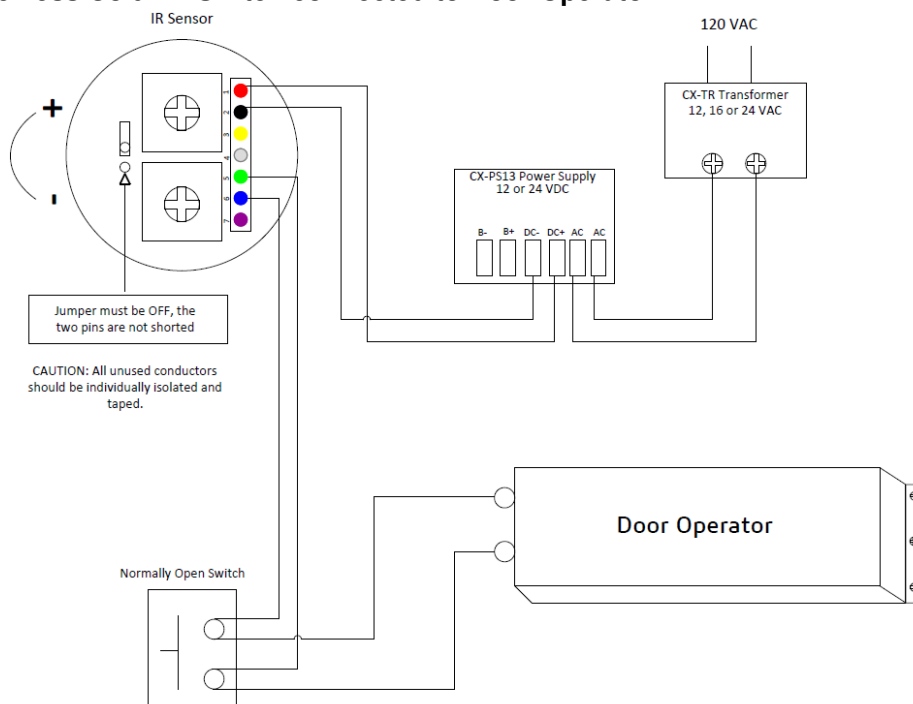 IR Sensor
120 VAC
CX-TR Transformer
12, 16 or 24 VAC
+
-
1
2
3
4
5
6
7
CX-PS13 Power Supply
12 or 24 VDC
B- B+ DC- DC+ AC AC
Jumper must be OFF, the
two pins are not shorted
CAUTION: All unused conductors
should be individually isolated and
taped.
Door Operator
Normally Open Switch